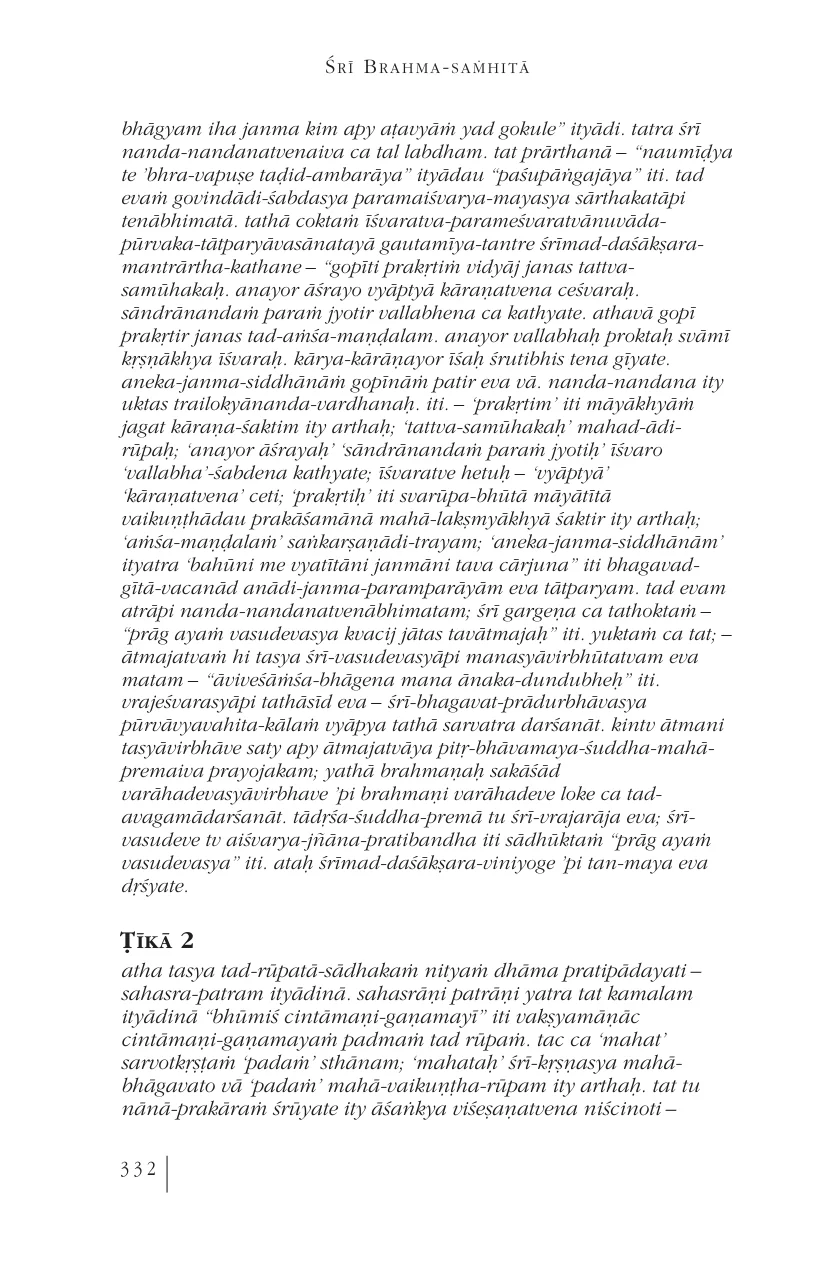 Śrī Brahma-saṁhitā
bhāgyam iha janma kim apy aṭavyāṁ yad gokule” ityādi. tatra śrī
nanda-nandanatvenaiva ca tal labdham. tat prārthanā – “naumīḍya
te ’bhra-vapuṣe taḍid-ambarāya” ityādau “paśupāṅgajāya” iti. tad
evaṁ govindādi-śabdasya paramaiśvarya-mayasya sārthakatāpi
tenābhimatā. tathā coktaṁ īśvaratva-parameśvaratvānuvāda-
pūrvaka-tātparyāvasānatayā gautamīya-tantre śrīmad-daśākṣara-
mantrārtha-kathane – “gopīti prakṛtiṁ vidyāj janas tattva-
samūhakaḥ. anayor āśrayo vyāptyā kāraṇatvena ceśvaraḥ.
sāndrānandaṁ paraṁ jyotir vallabhena ca kathyate. athavā gopī
prakṛtir janas tad-aṁśa-maṇḍalam. anayor vallabhaḥ proktaḥ svāmī
kṛṣṇākhya īśvaraḥ. kārya-kārāṇayor īśaḥ śrutibhis tena gīyate.
aneka-janma-siddhānāṁ gopīnāṁ patir eva vā. nanda-nandana ity
uktas trailokyānanda-vardhanaḥ. iti. – ‘prakṛtim’ iti māyākhyāṁ
jagat kāraṇa-śaktim ity arthaḥ; ‘tattva-samūhakaḥ’ mahad-ādi-
rūpaḥ; ‘anayor āśrayaḥ’ ‘sāndrānandaṁ paraṁ jyotiḥ’ īśvaro
‘vallabha’-śabdena kathyate; īśvaratve hetuḥ – ‘vyāptyā’
‘kāraṇatvena’ ceti; ‘prakṛtiḥ’ iti svarūpa-bhūtā māyātītā
vaikuṇṭhādau prakāśamānā mahā-lakṣmyākhyā śaktir ity arthaḥ;
‘aṁśa-maṇḍalaṁ’ saṅkarṣaṇādi-trayam; ‘aneka-janma-siddhānām’
ityatra ‘bahūni me vyatītāni janmāni tava cārjuna” iti bhagavad-
gītā-vacanād anādi-janma-paramparāyām eva tātparyam. tad evam
atrāpi nanda-nandanatvenābhimatam; śrī gargeṇa ca tathoktaṁ –
“prāg ayaṁ vasudevasya kvacij jātas tavātmajaḥ” iti. yuktaṁ ca tat; –
ātmajatvaṁ hi tasya śrī-vasudevasyāpi manasyāvirbhūtatvam eva
matam – “āviveśāṁśa-bhāgena mana ānaka-dundubheḥ” iti.
vrajeśvarasyāpi tathāsīd eva – śrī-bhagavat-prādurbhāvasya
pūrvāvyavahita-kālaṁ vyāpya tathā sarvatra darśanāt. kintv ātmani
tasyāvirbhāve saty apy ātmajatvāya pitṛ-bhāvamaya-śuddha-mahā-
premaiva prayojakam; yathā brahmaṇaḥ sakāśād
varāhadevasyāvirbhave ’pi brahmaṇi varāhadeve loke ca tad-
avagamādarśanāt. tādṛśa-śuddha-premā tu śrī-vrajarāja eva; śrī-
vasudeve tv aiśvarya-jñāna-pratibandha iti sādhūktaṁ “prāg ayaṁ
vasudevasya” iti. ataḥ śrīmad-daśākṣara-viniyoge ’pi tan-maya eva
dṛśyate.
Ṭīkā 2
atha tasya tad-rūpatā-sādhakaṁ nityaṁ dhāma pratipādayati –
sahasra-patram ityādinā. sahasrāṇi patrāṇi yatra tat kamalam
ityādinā “bhūmiś cintāmaṇi-gaṇamayī” iti vakṣyamāṇāc
cintāmaṇi-gaṇamayaṁ padmaṁ tad rūpaṁ. tac ca ‘mahat’
sarvotkṛṣṭaṁ ‘padaṁ’ sthānam; ‘mahataḥ’ śrī-kṛṣṇasya mahā-
bhāgavato vā ‘padaṁ’ mahā-vaikuṇṭha-rūpam ity arthaḥ. tat tu
nānā-prakāraṁ śrūyate ity āśaṅkya viśeṣaṇatvena niścinoti –
332